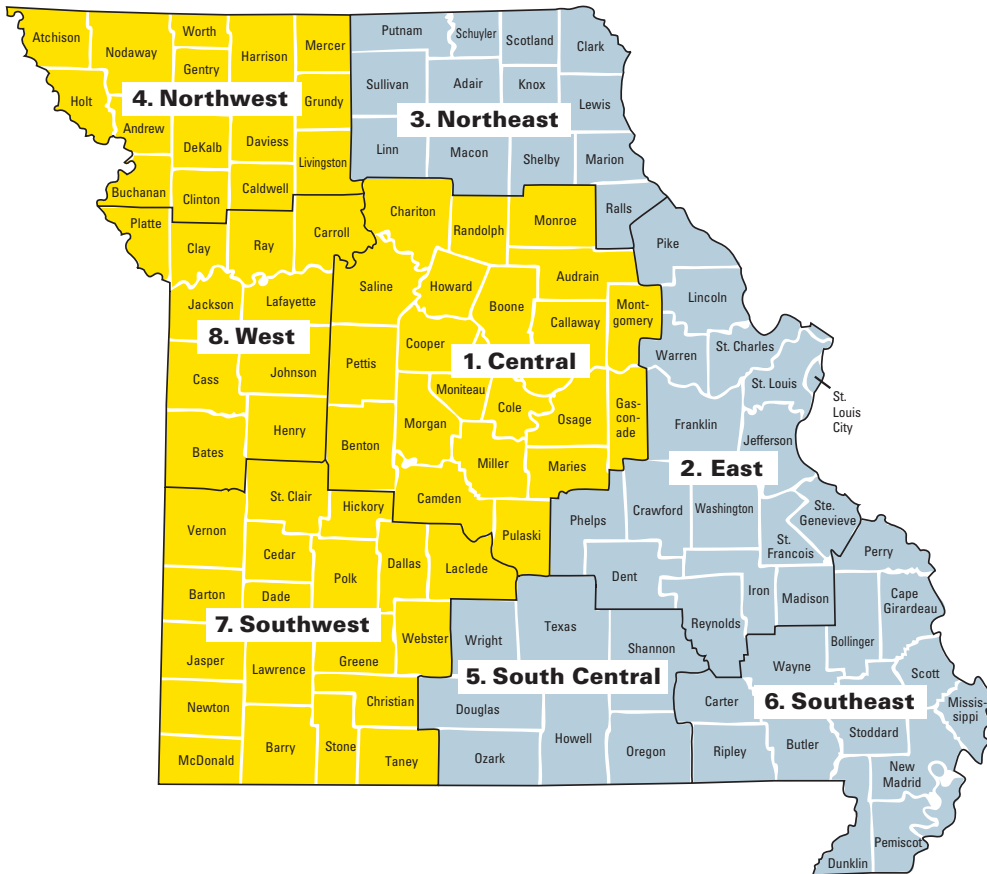 Atchison
Nodaway
Worth
Gentry
Harrison
Mercer
Holt
4. Northwest
Grundy
Andrew
DeKalb
Daviess
Livingston
Buchanan
Clinton
Caldwell
Putnam
Schuyler
Scotland
Clark
Sullivan
Adair
Knox
Lewis
3. Northeast
Linn
Macon
Shelby
Marion
Ralls
Platte
Clay
Ray
Carroll
Jackson
Lafayette
8. West
Cass
Johnson
Bates
Henry
Chariton
Randolph
Monroe
Saline
Howard
Boone
Audrain
Callaway
Mont-
gomery
Cooper
1. Central
Pettis
Moniteau
Cole
Osage
Gas-
con-
ade
Morgan
Benton
Miller
Maries
Camden
Pulaski
Pike
Lincoln
Warren
St. Charles
St. Louis
St.
Louis
City
Franklin
Jefferson
2. East
Crawford
Washington
Ste.
Genevieve
St.
Francois
Phelps
Dent
Iron
Madison
Reynolds
St. Clair
Hickory
Vernon
Cedar
Dallas
Laclede
Polk
Barton
Dade
7. Southwest
Webster
Jasper
Lawrence
Greene
Newton
Christian
McDonald
Barry
Stone
Taney
Wright
Texas
Shannon
5. South Central
Douglas
Ozark
Howell
Oregon
Perry
Cape
Girardeau
Bollinger
Wayne
Scott
Carter
6. Southeast
Missis-
sippi
Stoddard
Ripley
Butler
New
Madrid
Pemiscot
Dunklin